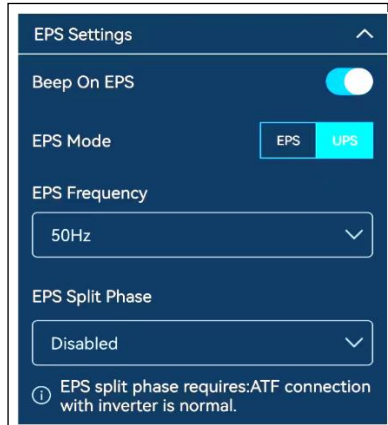 EPS Settings
Beep On EPS
EPS Mode
EPS
UPS
EPS Frequency
50Hz
EPS Split Phase
Disabled
EPS split phase requires:ATF connection
with inverter is normal.